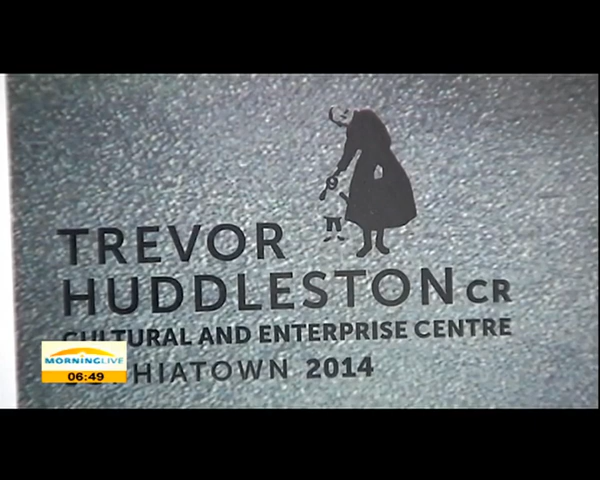 TREVOR
HUDDLESTON CR
CULTURAL AND ENTERPRISE CENTRE
HIATOWN 2014
MORNINGLIVE
06:49